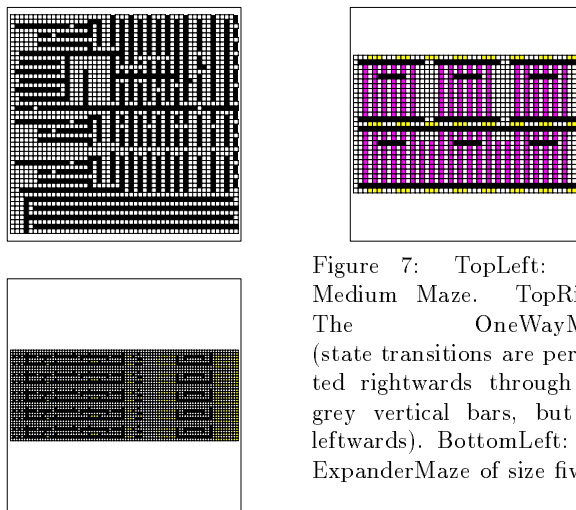 Figure 7: TopLeft:
Medium Maze. TopRi
The OneWayM
(state transitions are per
ted rightwards through
grey vertical bars, but
leftwards). BottomLeft:
ExpanderMaze of size fiv